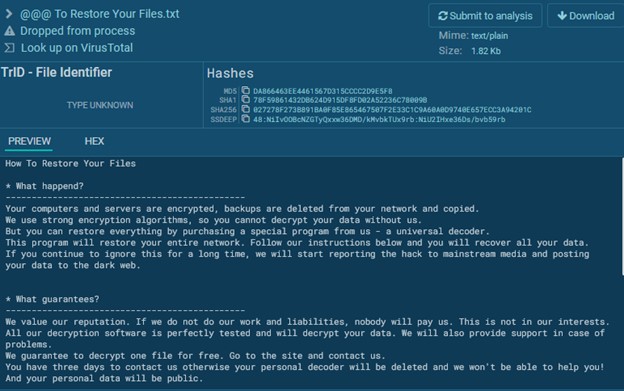 @@@ To Restore Your Files.txt
Dropped from process
Look up on VirusTotal
Submit to analysis
Download
Mime: text/plain
Size: 1.82 Kb
TrID - File Identifier
TYPE UNKNOWN
Hashes
MD5 DA866463EE4461567D315CCCC2D9E5F8
SHA1 78F59861432DB624D915DF8FD02A52236C78009B
SHA256 027278F273B891BA0F85E865467587F2E33C1C9A60A0D9740E657ECC3A94201C
SSDEEP 48:NiIvOOBcNZGTyQxxw36DMD/kMvbkTUx9rb:NiU2IHxe36Ds/bvb59rb
PREVIEW
HEX
How To Restore Your Files
* What happend?
----------------------------------------------
Your computers and servers are encrypted, backups are deleted from your network and copied.
We use strong encryption algorithms, so you cannot decrypt your data without us.
But you can restore everything by purchasing a special program from us - a universal decoder.
This program will restore your entire network. Follow our instructions below and you will recover all your data.
If you continue to ignore this for a long time, we will start reporting the hack to mainstream media and posting
your data to the dark web.
* What guarantees?
----------------------------------------------
We value our reputation. If we do not do our work and liabilities, nobody will pay us. This is not in our interests.
All our decryption software is perfectly tested and will decrypt your data. We will also provide support in case of
problems.
We guarantee to decrypt one file for free. Go to the site and contact us.
You have three days to contact us otherwise your personal decoder will be deleted and we won't be able to help you!
And your personal data will be public.